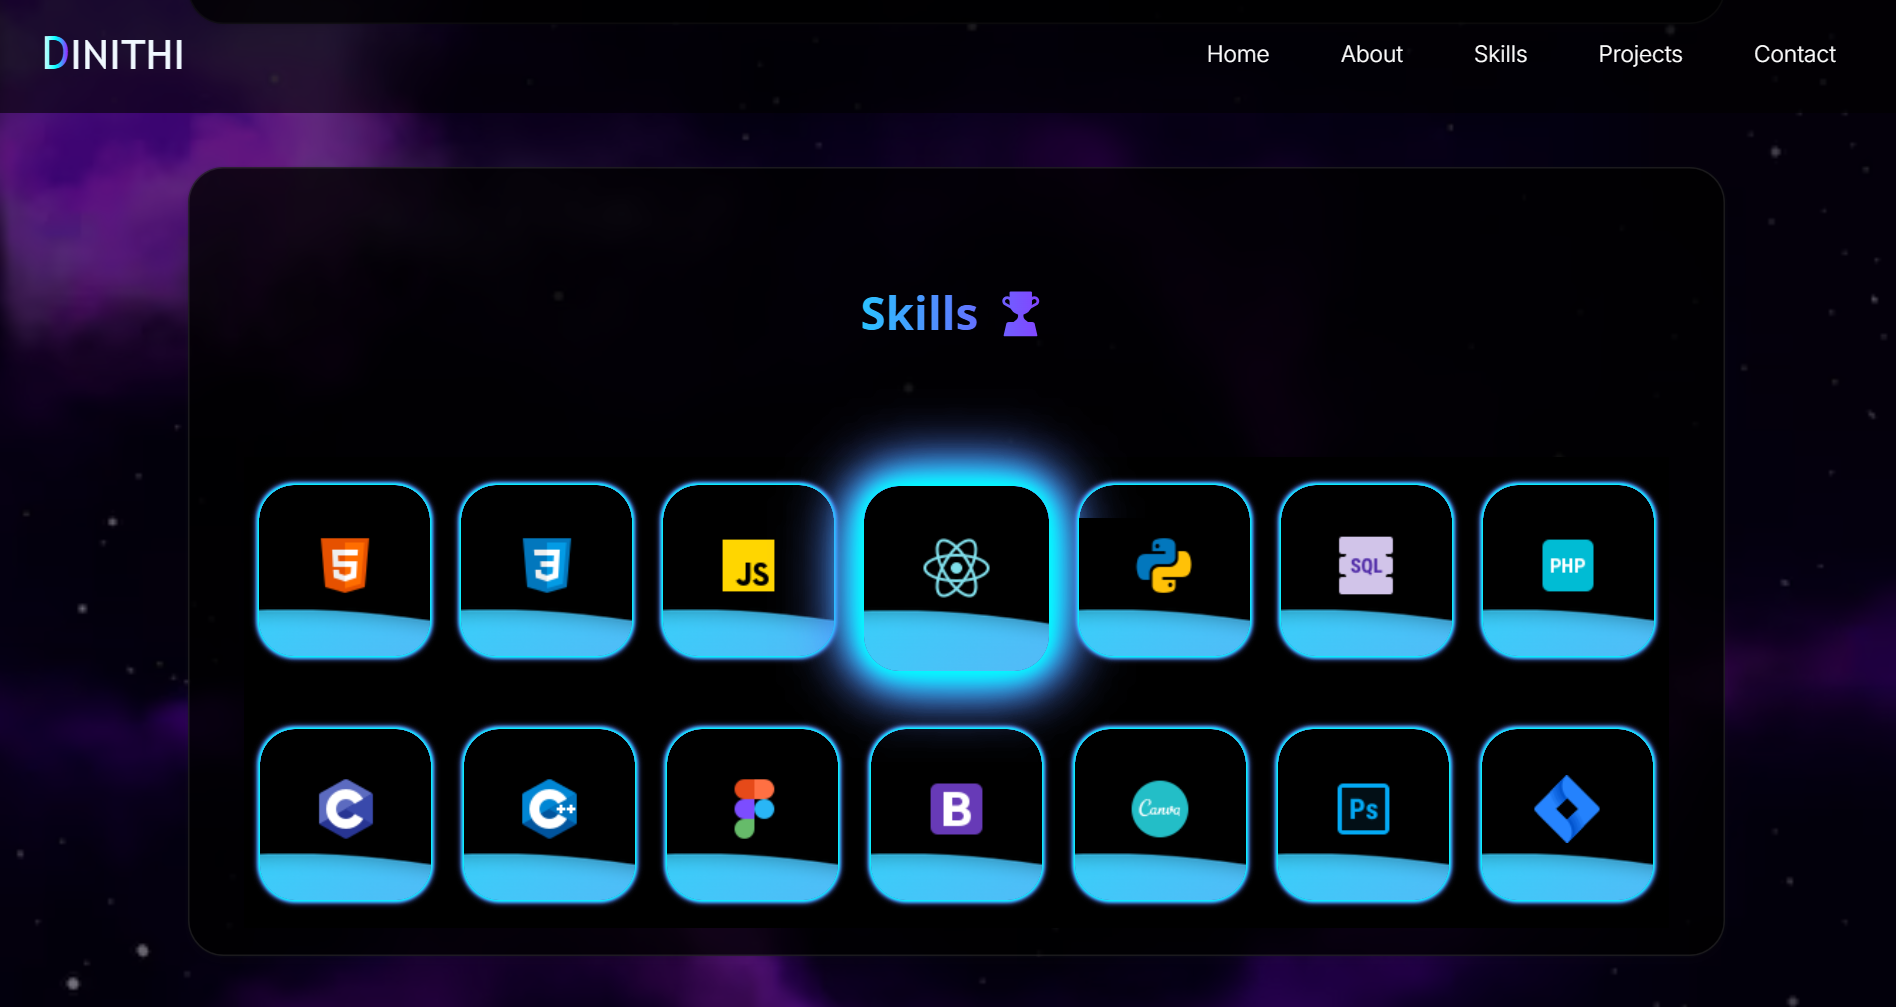 DINITHI
Home About Skills Projects Contact
Skills
5 3 JS SQL PHP
C C++ B Canva Ps